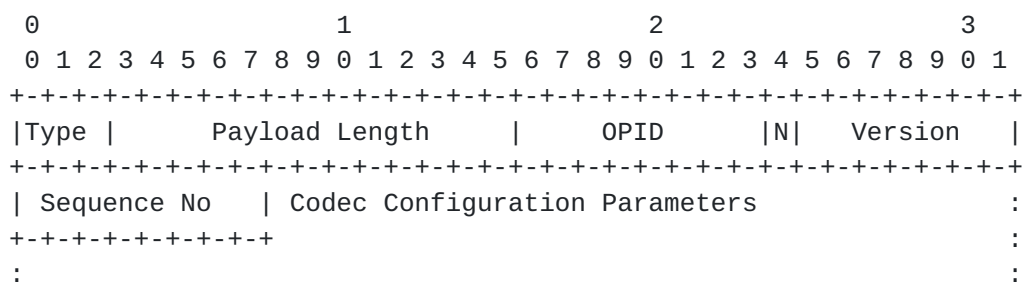 0                   1                   2                   3
 0 1 2 3 4 5 6 7 8 9 0 1 2 3 4 5 6 7 8 9 0 1 2 3 4 5 6 7 8 9 0 1
+-+-+-+-+-+-+-+-+-+-+-+-+-+-+-+-+-+-+-+-+-+-+-+-+-+-+-+-+-+-+-+-+
|Type |      Payload Length     |     OPID      |N|   Version   |
+-+-+-+-+-+-+-+-+-+-+-+-+-+-+-+-+-+-+-+-+-+-+-+-+-+-+-+-+-+-+-+-+
| Sequence No   | Codec Configuration Parameters                :
+-+-+-+-+-+-+-+-+                                               :
:                                                               :